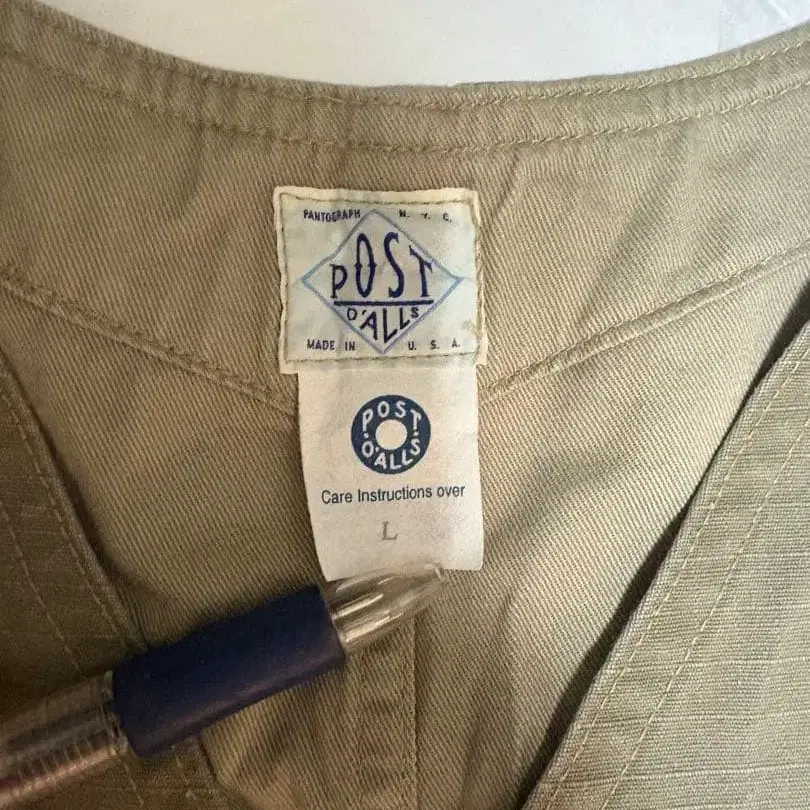 PANTOGRAPH N. Y. C.
POST
O'ALLS
MADE IN U. S. A.
POST
O'ALLS
Care Instructions over
L